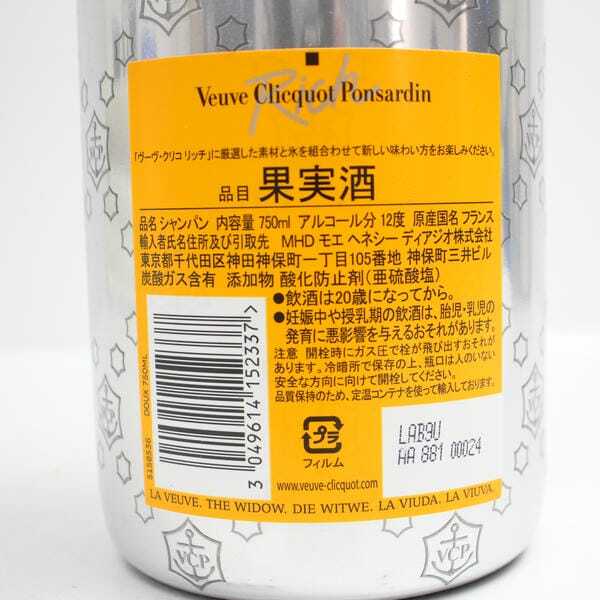 Rich
Veuve Clicquot Ponsardin
「ヴーヴ・クリコ リッチ」に厳選した素材と氷を組合わせて新しい味わい方をお楽しみください。
品目 果実酒
品名 シャンパン 内容量 750ml アルコール分 12度 原産国名 フランス
輸入者氏名住所及び引取先 MHD モエ ヘネシー ディアジオ株式会社
東京都千代田区神田神保町一丁目105番地 神保町三井ビル
炭酸ガス含有 添加物 酸化防止剤(亜硫酸塩)
●飲酒は20歳になってから。
●妊娠中や授乳期の飲酒は、胎児・乳児の
発育に悪影響を与えるおそれがあります。
注意 開栓時にガス圧で栓が飛び出すおそれが
あります。冷暗所で保存の上、瓶口は人のいない
安全な方向に向けて開栓してください。
品質保持のため、定温コンテナを使って輸入しております。
5158536 DOUX 750ML
3 049614 152337 >
プラ
フィルム
www.veuve-clicquot.com
LAB9U
AA 881 00024
LA VEUVE. THE WIDOW. DIE WITWE. LA VIUDA. LA VIUVA.
VCP
VCP
VCP
VCP